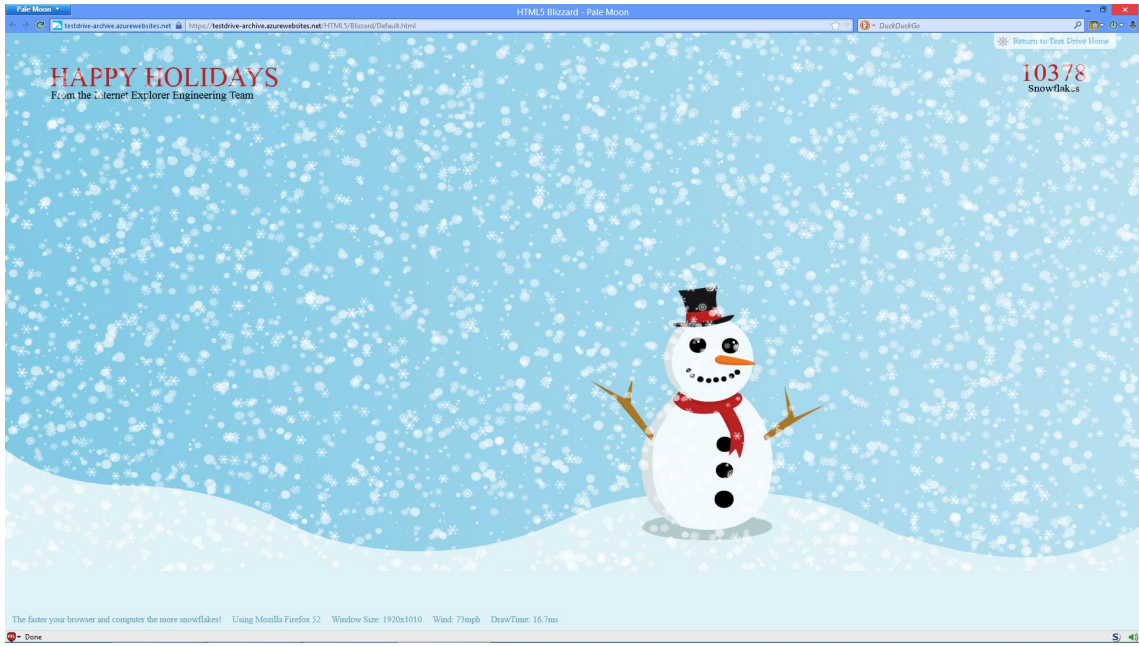 Pale Moon
HTML5 Blizzard - Pale Moon
testdrive-archive.azurewebsites.net https://testdrive-archive.azurewebsites.net/HTML5/Blizzard/Default.html DuckDuckGo
Return to Test Drive Home
HAPPY HOLIDAYS
From the Internet Explorer Engineering Team
10378
Snowflakes
The faster your browser and computer the more snowflakes! Using Mozilla Firefox 52 Window Size: 1920x1010 Wind: 73mph DrawTime: 16.7ms
Done